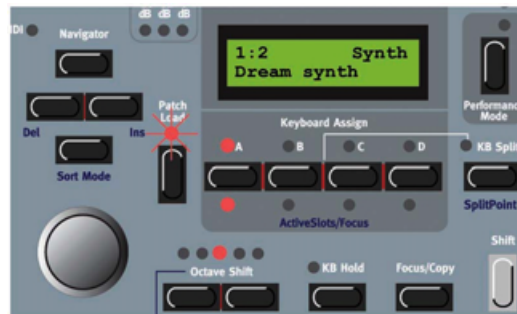 dB dB dB
MIDI
Navigator
1:2 Synth
Dream synth
Performance
Mode
Patch
Load
Del Ins
Keyboard Assign
A B C D KB Split
Sort Mode
ActiveSlots/Focus
SplitPoint
Shift
Octave Shift KB Hold Focus/Copy